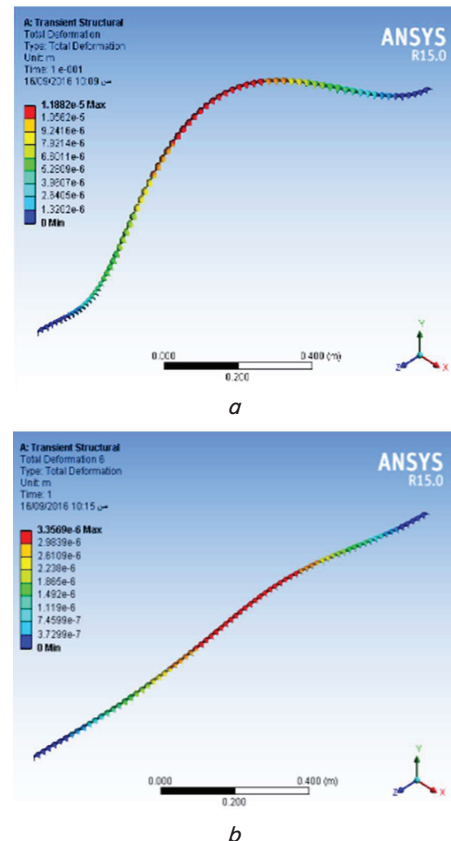 A: Transient Structural
Total Deformation
Type: Total Deformation
Unit: m
Time: 1.e-001
16/09/2016 10:09 ص
ANSYS
R15.0
1.1882e-5 Max
1.0562e-5
9.2416e-6
7.9214e-6
6.6011e-6
5.2809e-6
3.9607e-6
2.6405e-6
1.3202e-6
0 Min
0.000
0.400 (m)
0.200
Y
Z
X
a
A: Transient Structural
Total Deformation 6
Type: Total Deformation
Unit: m
Time: 1
16/09/2016 10:15 ص
ANSYS
R15.0
3.3569e-6 Max
2.9839e-6
2.6109e-6
2.238e-6
1.865e-6
1.492e-6
1.119e-6
7.4599e-7
3.7299e-7
0 Min
0.000
0.400 (m)
0.200
Y
Z
X
b